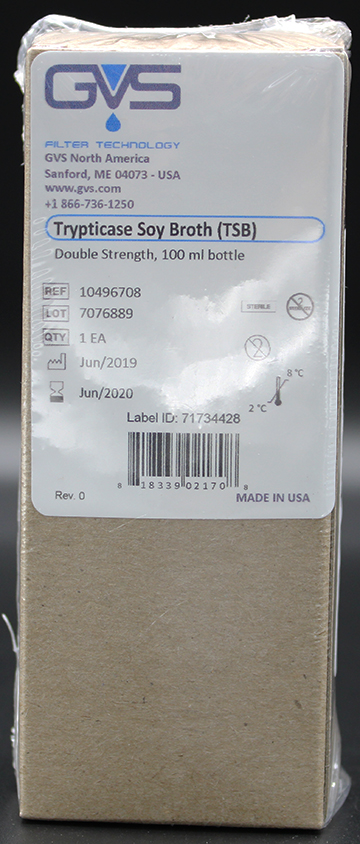 GVS
FILTER TECHNOLOGY
GVS North America
Sanford, ME 04073 - USA
www.gvs.com
+1 866-736-1250
Trypticase Soy Broth (TSB)
Double Strength, 100 ml bottle
REF 10496708
LOT 7076889
STERILE
QTY 1 EA
2
Jun/2019
8 °C
Jun/2020
2 °C
Label ID: 71734428
8 18339 02170 8
Rev. 0
MADE IN USA